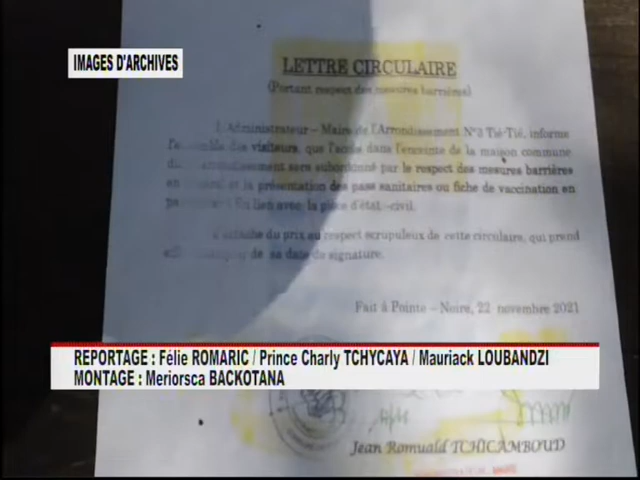 IMAGES D'ARCHIVES
LETTRE CIRCULAIRE
(Portant respect des mesures barrières)
L'Administrateur – Maire de l'Arrondissement N°3 Tié-Tié, informe
l'ensemble des visiteurs, que l'accès dans l'enceinte de la maison commune
sera subordonné par le respect des mesures barrières
et la présentation des pass sanitaires ou fiche de vaccination en
En lien avec la pièce d'état-civil.
du prix au respect scrupuleux de cette circulaire, qui prend
de sa date de signature.
Fait à Pointe – Noire, 22 novembre 2021
REPORTAGE : Félie ROMARIC / Prince Charly TCHYCAYA / Mauriack LOUBANDZI
MONTAGE : Meriorsca BACKOTANA
Jean Romuald TCHICAMBOUD